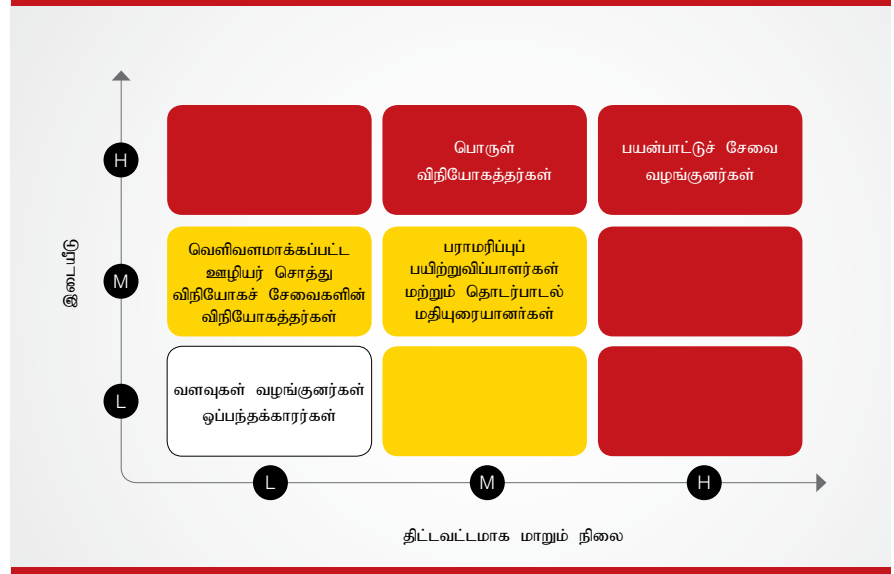 H
பொருள்
விநியோகத்தர்கள்
பயன்பாட்டுச் சேவை
வழங்குனர்கள்
இடையீடு
M
வெளிவளமாக்கப்பட்ட
ஊழியர் சொத்து
விநியோகச் சேவைகளின்
விநியோகத்தர்கள்
பராமரிப்புப்
பயிற்றுவிப்பாளர்கள்
மற்றும் தொடர்பாடல்
மதியுரையானர்கள்
L
வளவுகள் வழங்குனர்கள்
ஒப்பந்தக்காரர்கள்
L
M
H
திட்டவட்டமாக மாறும் நிலை